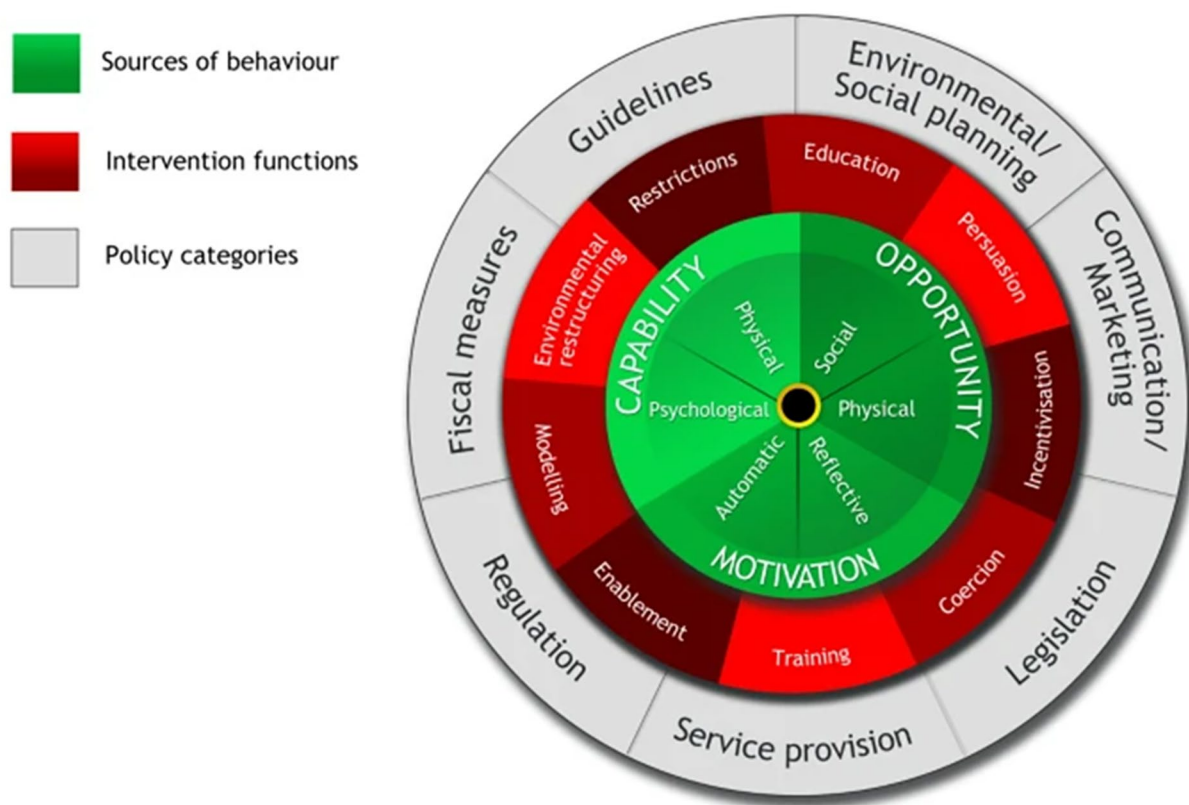 Sources of behaviour
Intervention functions
Policy categories
Guidelines
Environmental/
Social planning
Communication/
Marketing
Legislation
Service provision
Regulation
Fiscal measures
Restrictions
Education
Persuasion
Incentivisation
Coercion
Training
Enablement
Modelling
Environmental
restructuring
CAPABILITY
OPPORTUNITY
MOTIVATION
Physical
Social
Physical
Reflective
Automatic
Psychological